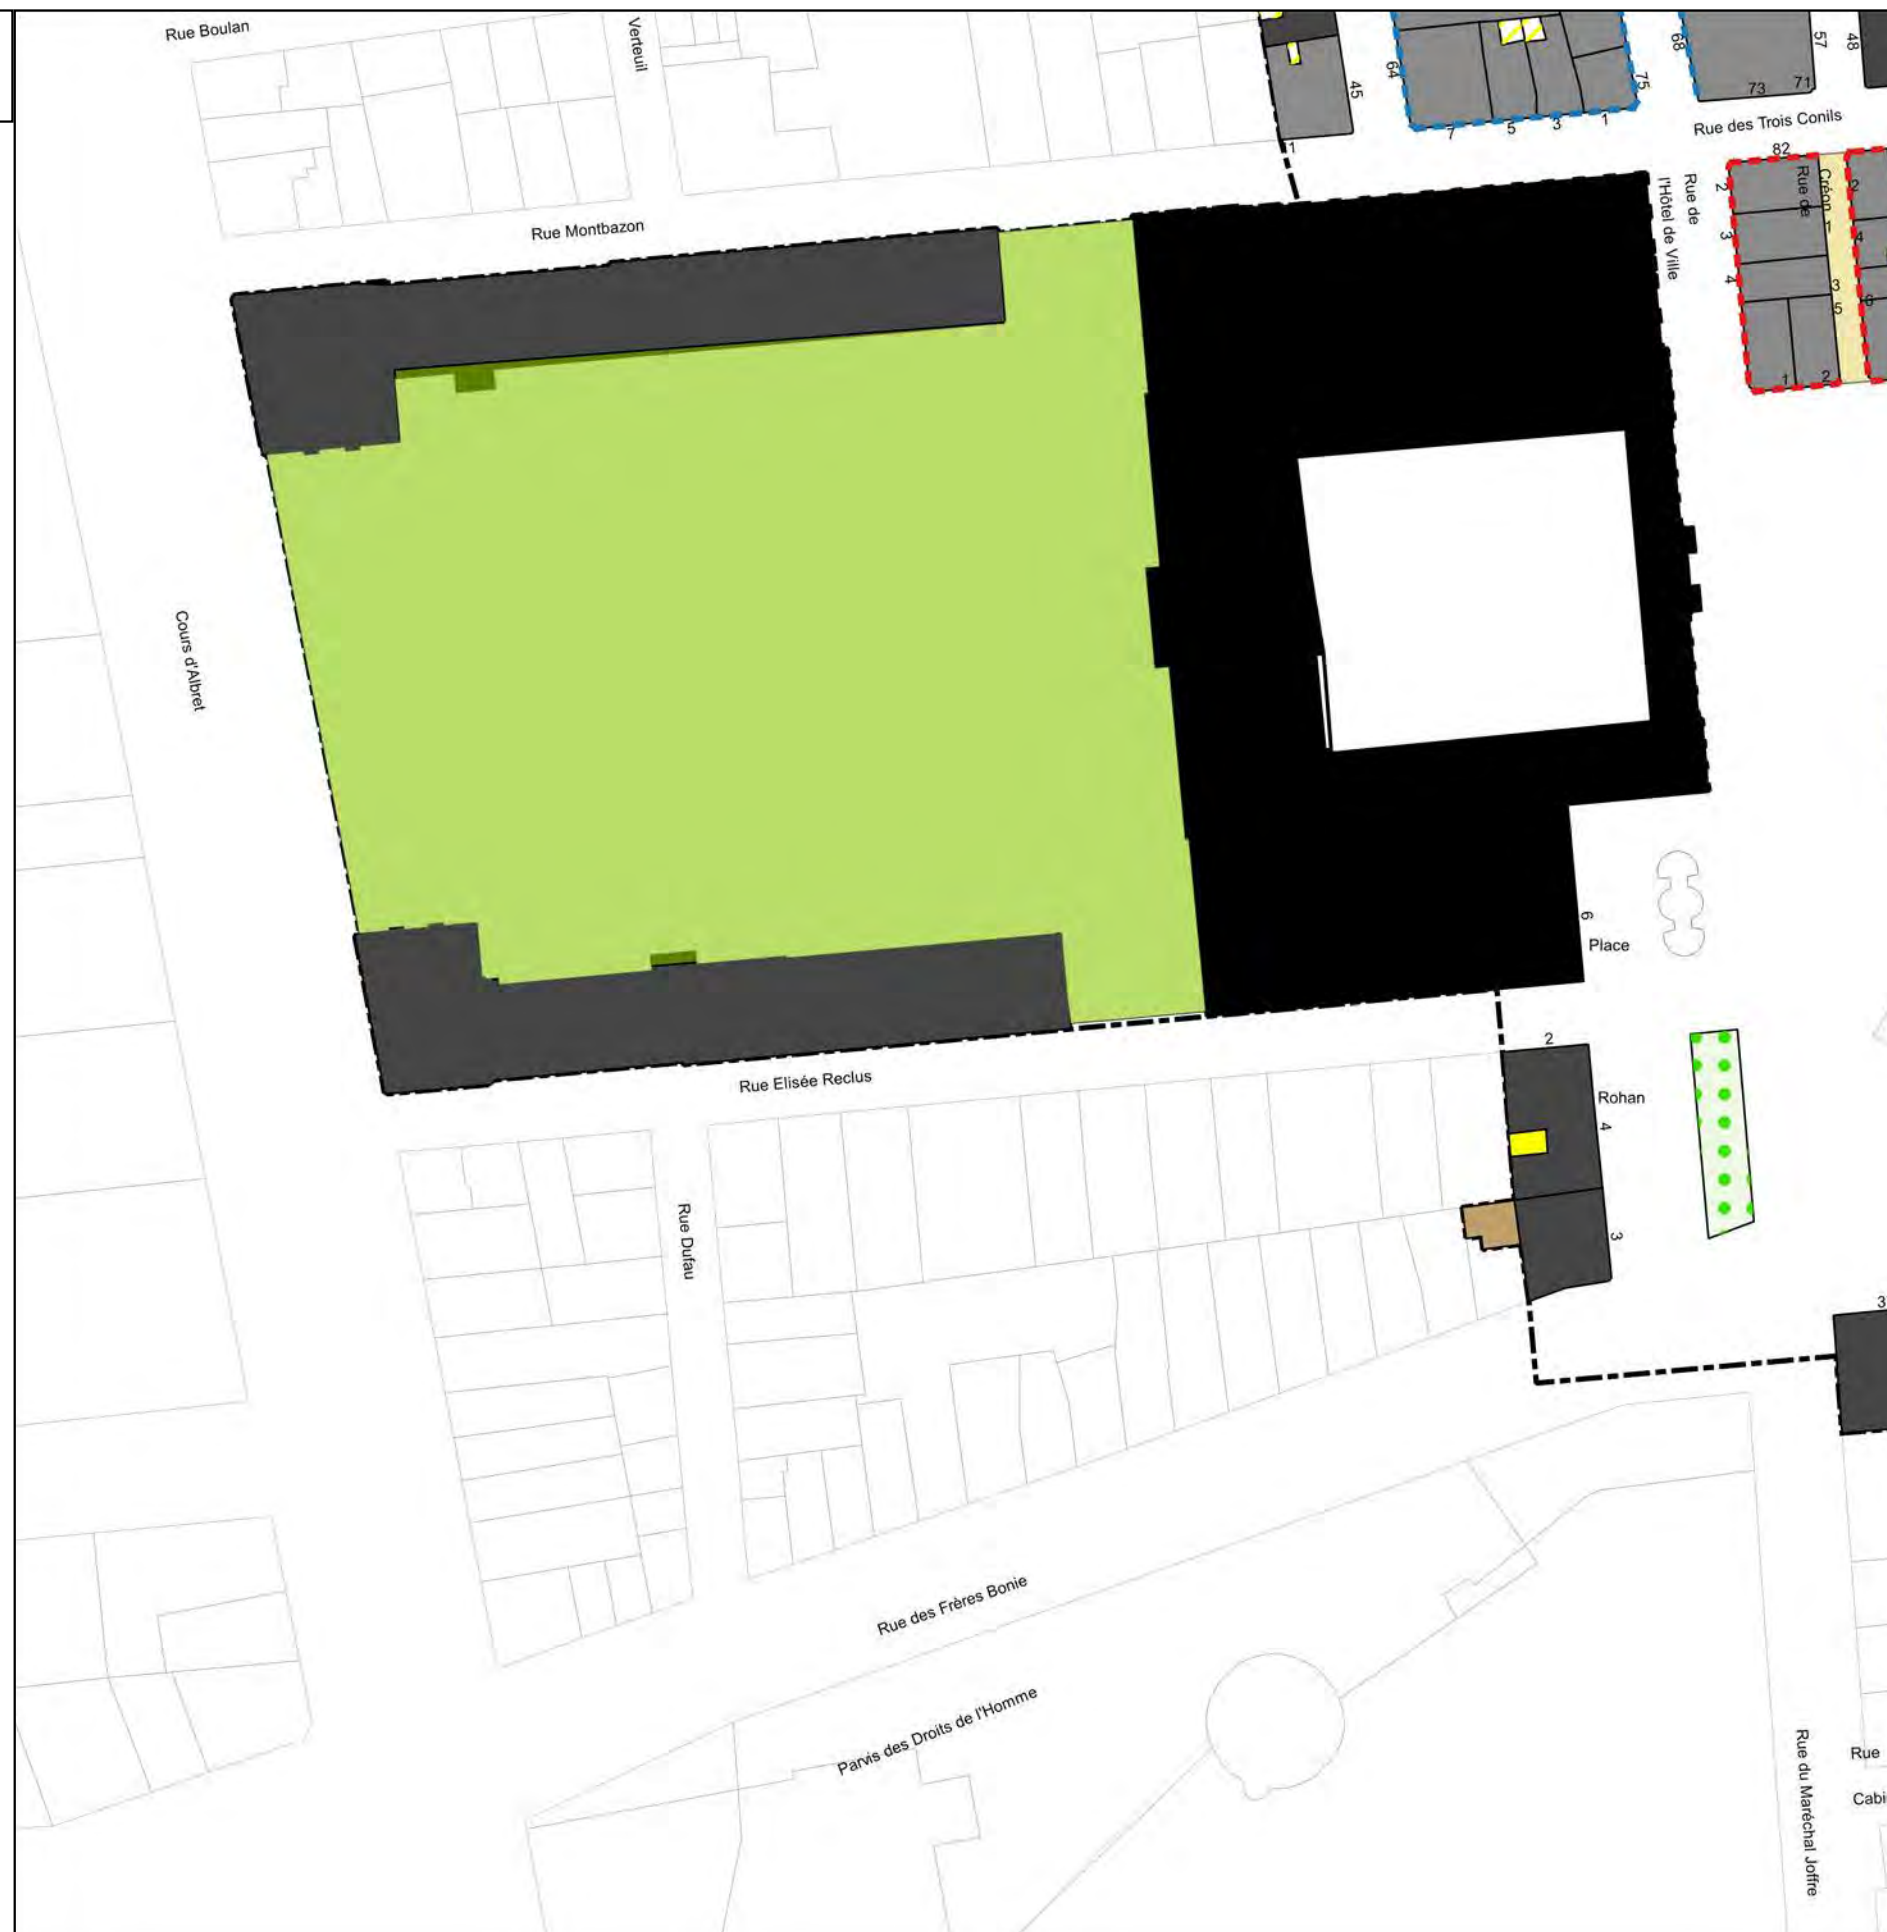 Rue Boulan
Verteuil
45
1
64
75
7
5
3
1
68
57
48
73
71
Rue des Trois Conils
82
Rue Montbazon
Rue de
l'Hôtel de Ville
2
3
4
Rue de
Créon
1
3
5
2
4
6
1
2
Cours d'Albret
6
Place
2
Rohan
4
3
Rue Elisée Reclus
Rue Dufau
3
Rue des Frères Bonie
Parvis des Droits de l'Homme
Rue du Maréchal Joffre
Rue
Cabi